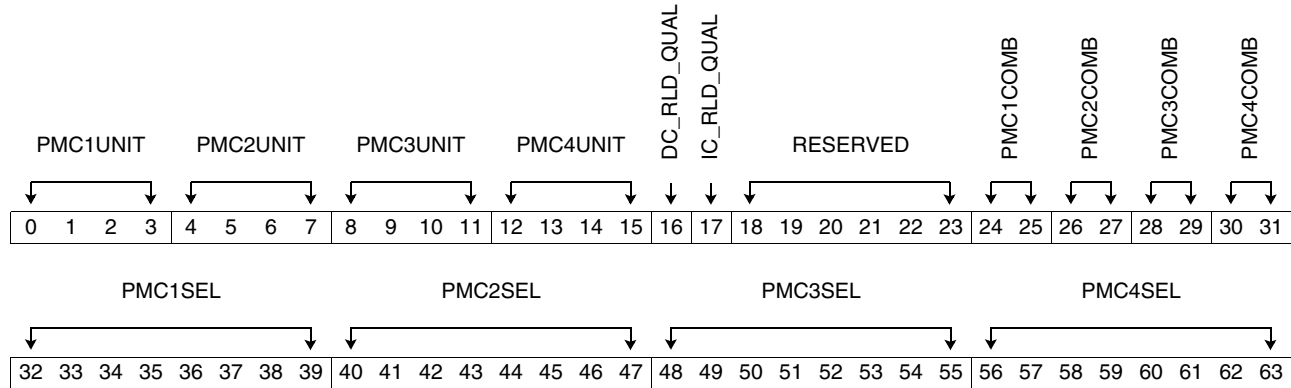 DC_RLD_QUAL
IC_RLD_QUAL
PMC1COMB
PMC2COMB
PMC3COMB
PMC4COMB
PMC1UNIT PMC2UNIT PMC3UNIT PMC4UNIT RESERVED
0 1 2 3 4 5 6 7 8 9 10 11 12 13 14 15 16 17 18 19 20 21 22 23 24 25 26 27 28 29 30 31
PMC1SEL PMC2SEL PMC3SEL PMC4SEL
32 33 34 35 36 37 38 39 40 41 42 43 44 45 46 47 48 49 50 51 52 53 54 55 56 57 58 59 60 61 62 63